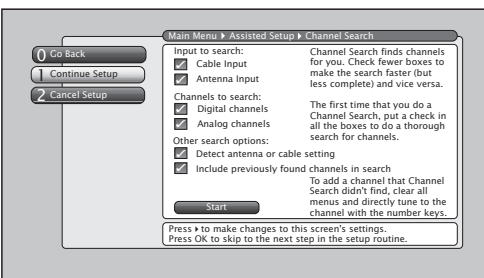 Main Menu ▸ Assisted Setup ▸ Channel Search
0 Go Back
1 Continue Setup
2 Cancel Setup
Input to search:
Cable Input
Antenna Input
Channels to search:
Digital channels
Analog channels
Other search options:
Detect antenna or cable setting
Include previously found channels in search
Start
Channel Search finds channels
for you. Check fewer boxes to
make the search faster (but
less complete) and vice versa.
The first time that you do a
Channel Search, put a check in
all the boxes to do a thorough
search for channels.
To add a channel that Channel
Search didn't find, clear all
menus and directly tune to the
channel with the number keys.
Press ▸ to make changes to this screen's settings.
Press OK to skip to the next step in the setup routine.